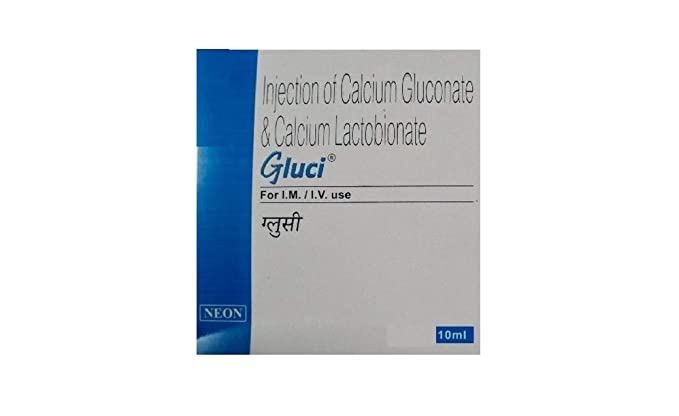 Injection of Calcium Gluconate
& Calcium Lactobionate
Gluci®
For I.M. / I.V. use
ग्लुसी
NEON
10ml